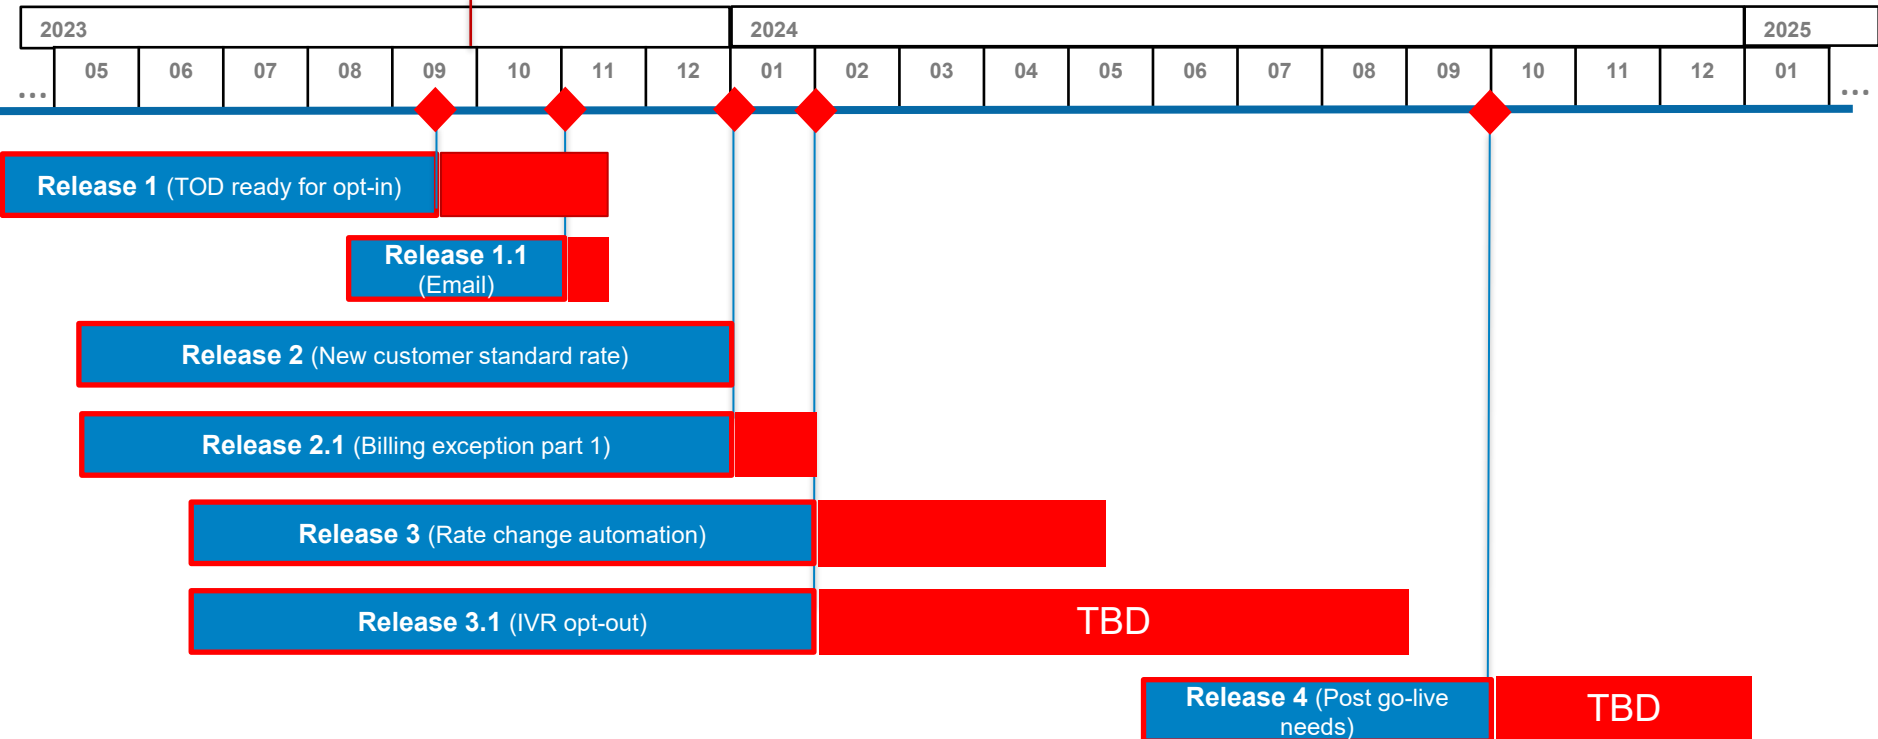 2023 2024 2025
... 05 06 07 08 09 10 11 12 01 02 03 04 05 06 07 08 09 10 11 12 01 ...
Release 1 (TOD ready for opt-in)
Release 1.1
(Email)
Release 2 (New customer standard rate)
Release 2.1 (Billing exception part 1)
Release 3 (Rate change automation)
Release 3.1 (IVR opt-out) TBD
Release 4 (Post go-live
needs)
TBD